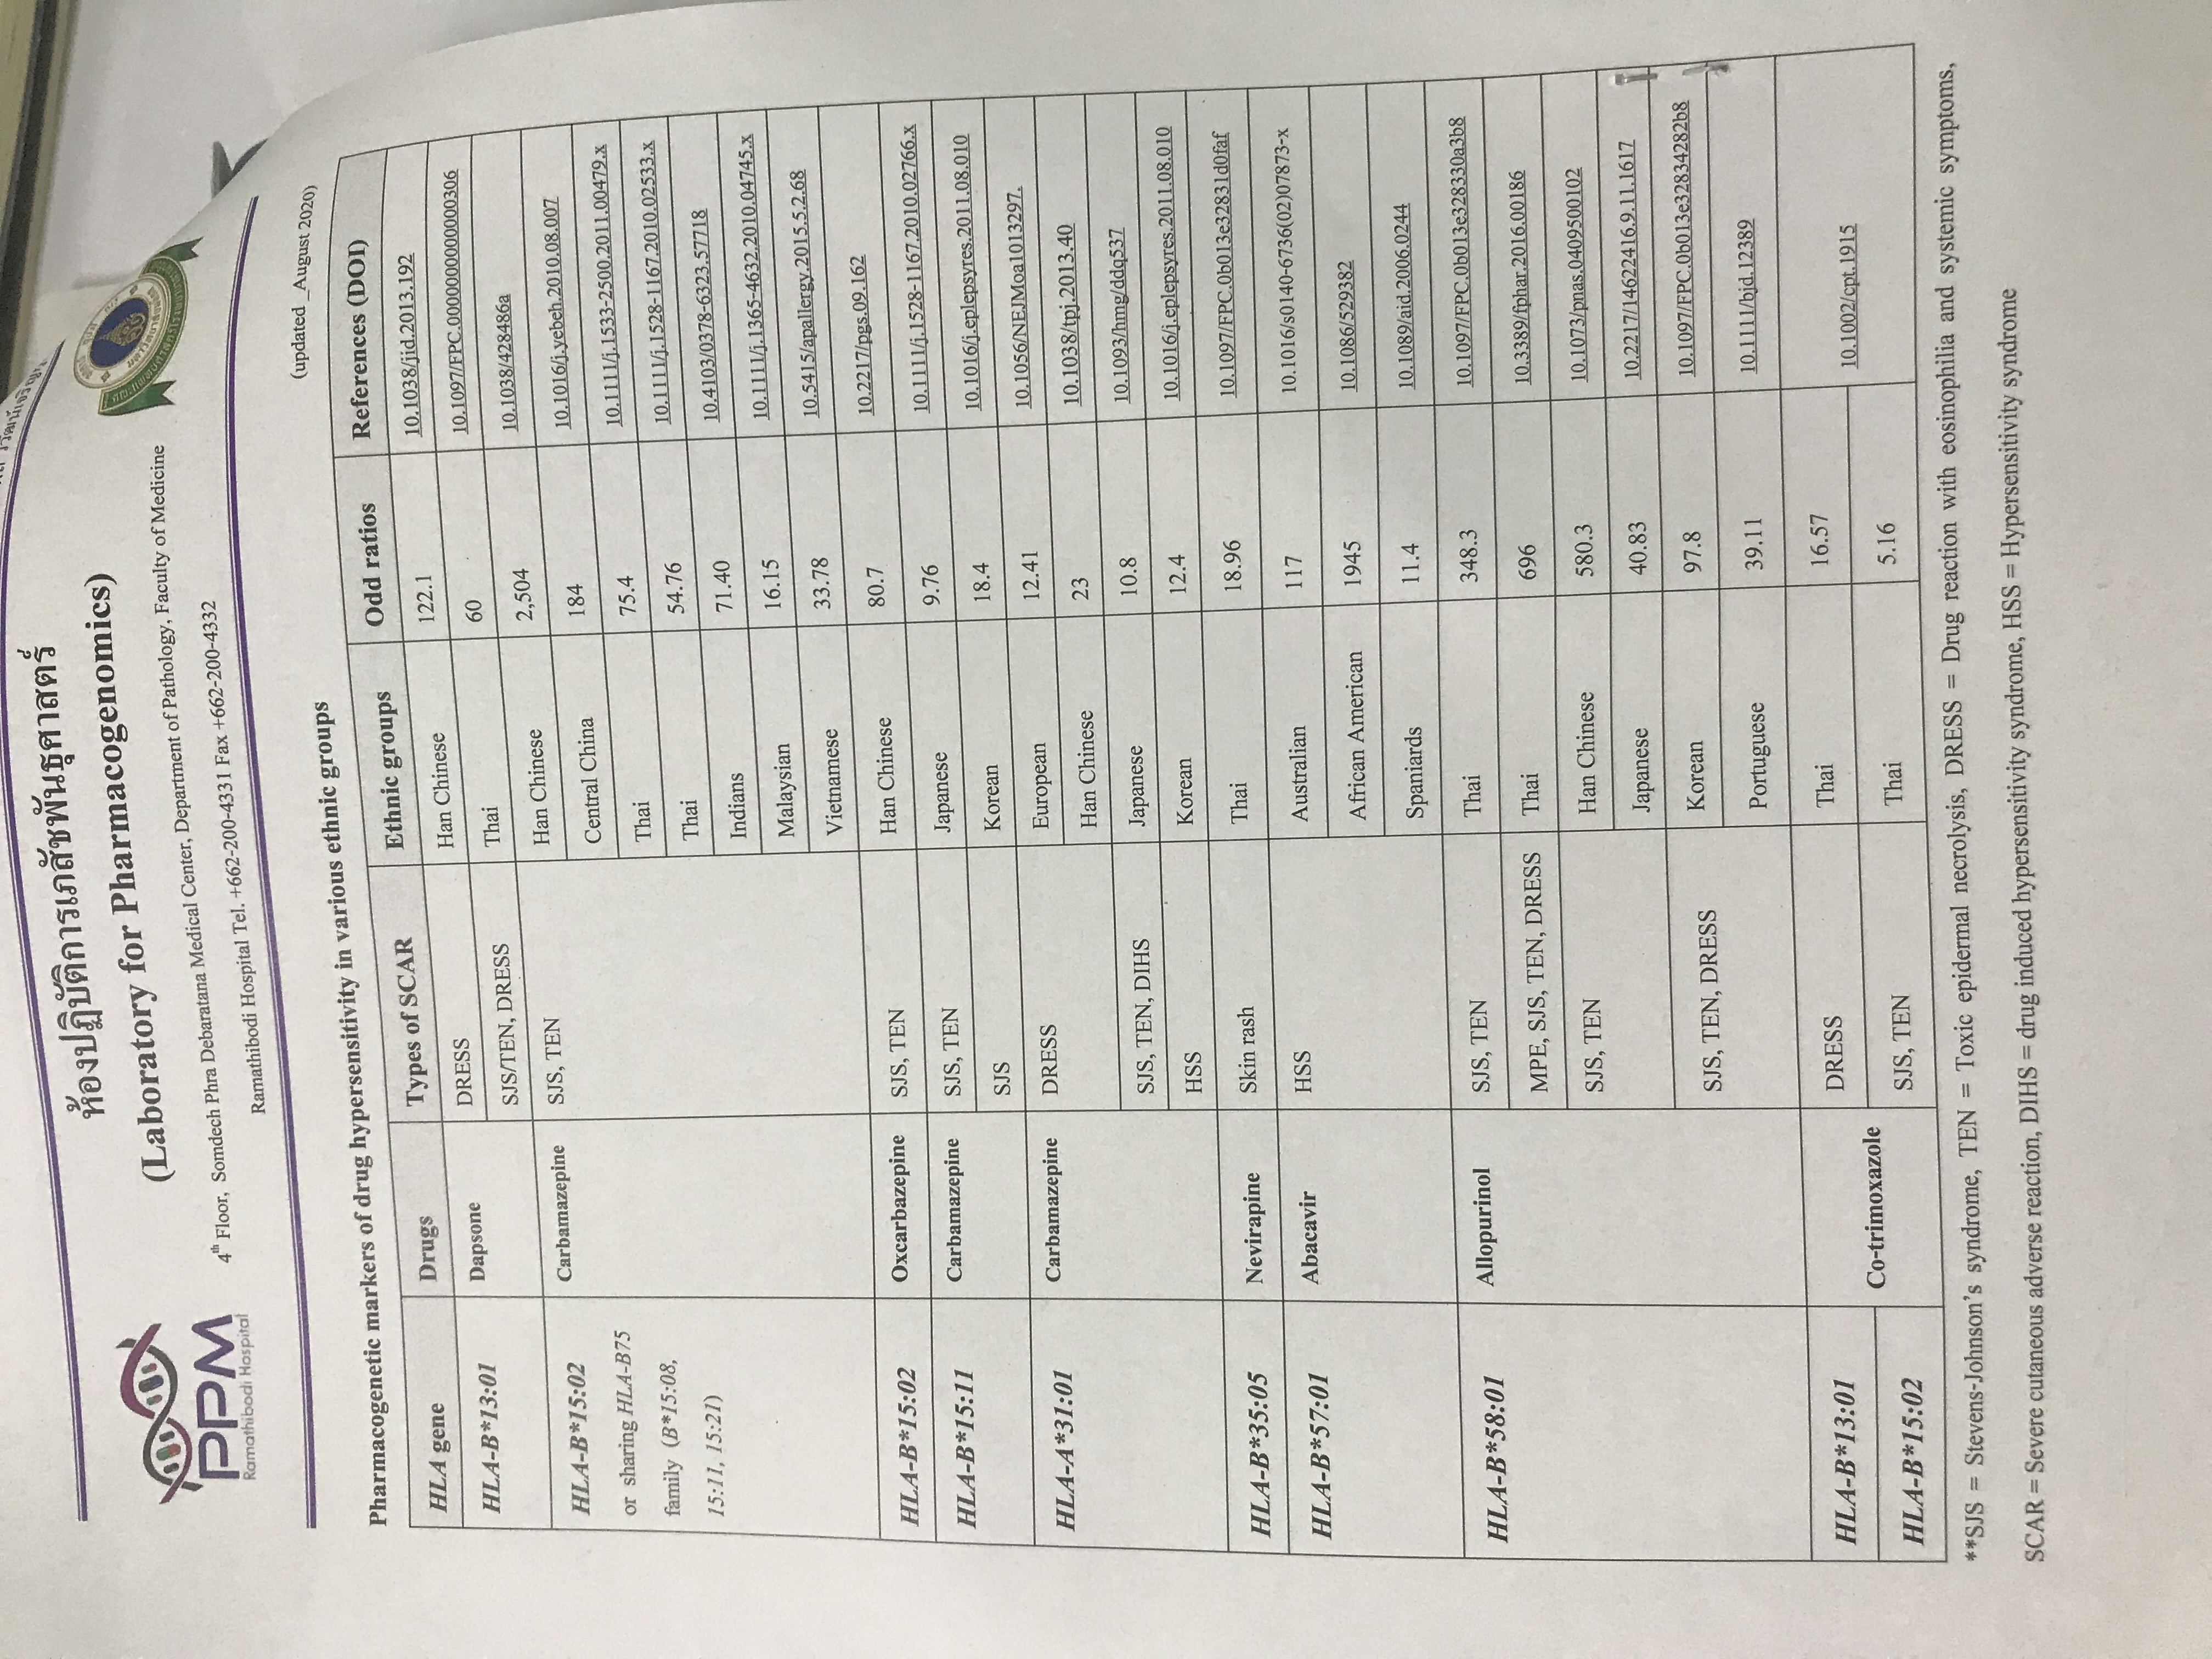 ห้องปฏิบัติการเภสัชพันธุศาสตร์
(Laboratory for Pharmacogenomics)
4th Floor, Somdech Phra Debaratana Medical Center, Department of Pathology, Faculty of Medicine
Ramathibodi Hospital Tel. +662-200-4331 Fax +662-200-4332
PPM
Ramathibodi Hospital
(updated _August 2020)
Pharmacogenetic markers of drug hypersensitivity in various ethnic groups
HLA gene Drugs Types of SCAR Ethnic groups Odd ratios References (DOI)
HLA-B*13:01 Dapsone DRESS Han Chinese 122.1 10.1038/jid.2013.192
SJS/TEN, DRESS Thai 60 10.1097/FPC.0000000000000306
HLA-B*15:02 Carbamazepine SJS, TEN Han Chinese 2,504 10.1038/428486a
or sharing HLA-B75 Central China 184 10.1016/j.yebeh.2010.08.007
family (B*15:08, Thai 75.4 10.1111/j.1533-2500.2011.00479.x
15:11, 15:21) Thai 54.76 10.1111/j.1528-1167.2010.02533.x
Indians 71.40 10.4103/0378-6323.57718
Malaysian 16.15 10.1111/j.1365-4632.2010.04745.x
Vietnamese 33.78 10.5415/apallergy.2015.5.2.68
HLA-B*15:02 Oxcarbazepine SJS, TEN Han Chinese 80.7 10.2217/pgs.09.162
HLA-B*15:11 Carbamazepine SJS, TEN Japanese 9.76 10.1111/j.1528-1167.2010.02766.x
SJS Korean 18.4 10.1016/j.eplepsyres.2011.08.010
HLA-A*31:01 Carbamazepine DRESS European 12.41 10.1056/NEJMoa1013297.
Han Chinese 23 10.1038/tpj.2013.40
SJS, TEN, DIHS Japanese 10.8 10.1093/hmg/ddq537
HSS Korean 12.4 10.1016/j.eplepsyres.2011.08.010
HLA-B*35:05 Nevirapine Skin rash Thai 18.96 10.1097/FPC.0b013e32831d0faf
HLA-B*57:01 Abacavir HSS Australian 117 10.1016/s0140-6736(02)07873-x
African American 1945 10.1086/529382
Spaniards 11.4 10.1089/aid.2006.0244
HLA-B*58:01 Allopurinol SJS, TEN Thai 348.3 10.1097/FPC.0b013e328330a3b8
MPE, SJS, TEN, DRESS Thai 696 10.3389/fphar.2016.00186
SJS, TEN Han Chinese 580.3 10.1073/pnas.0409500102
Japanese 40.83 10.2217/14622416.9.11.1617
SJS, TEN, DRESS Korean 97.8 10.1097/FPC.0b013e32834282b8
Portuguese 39.11 10.1111/bjd.12389
HLA-B*13:01 Co-trimoxazole DRESS Thai 16.57 10.1002/cpt.1915
HLA-B*15:02 SJS, TEN Thai 5.16
**SJS = Stevens-Johnson's syndrome, TEN = Toxic epidermal necrolysis, DRESS = Drug reaction with eosinophilia and systemic symptoms,
SCAR = Severe cutaneous adverse reaction, DIHS = drug induced hypersensitivity syndrome, HSS = Hypersensitivity syndrome